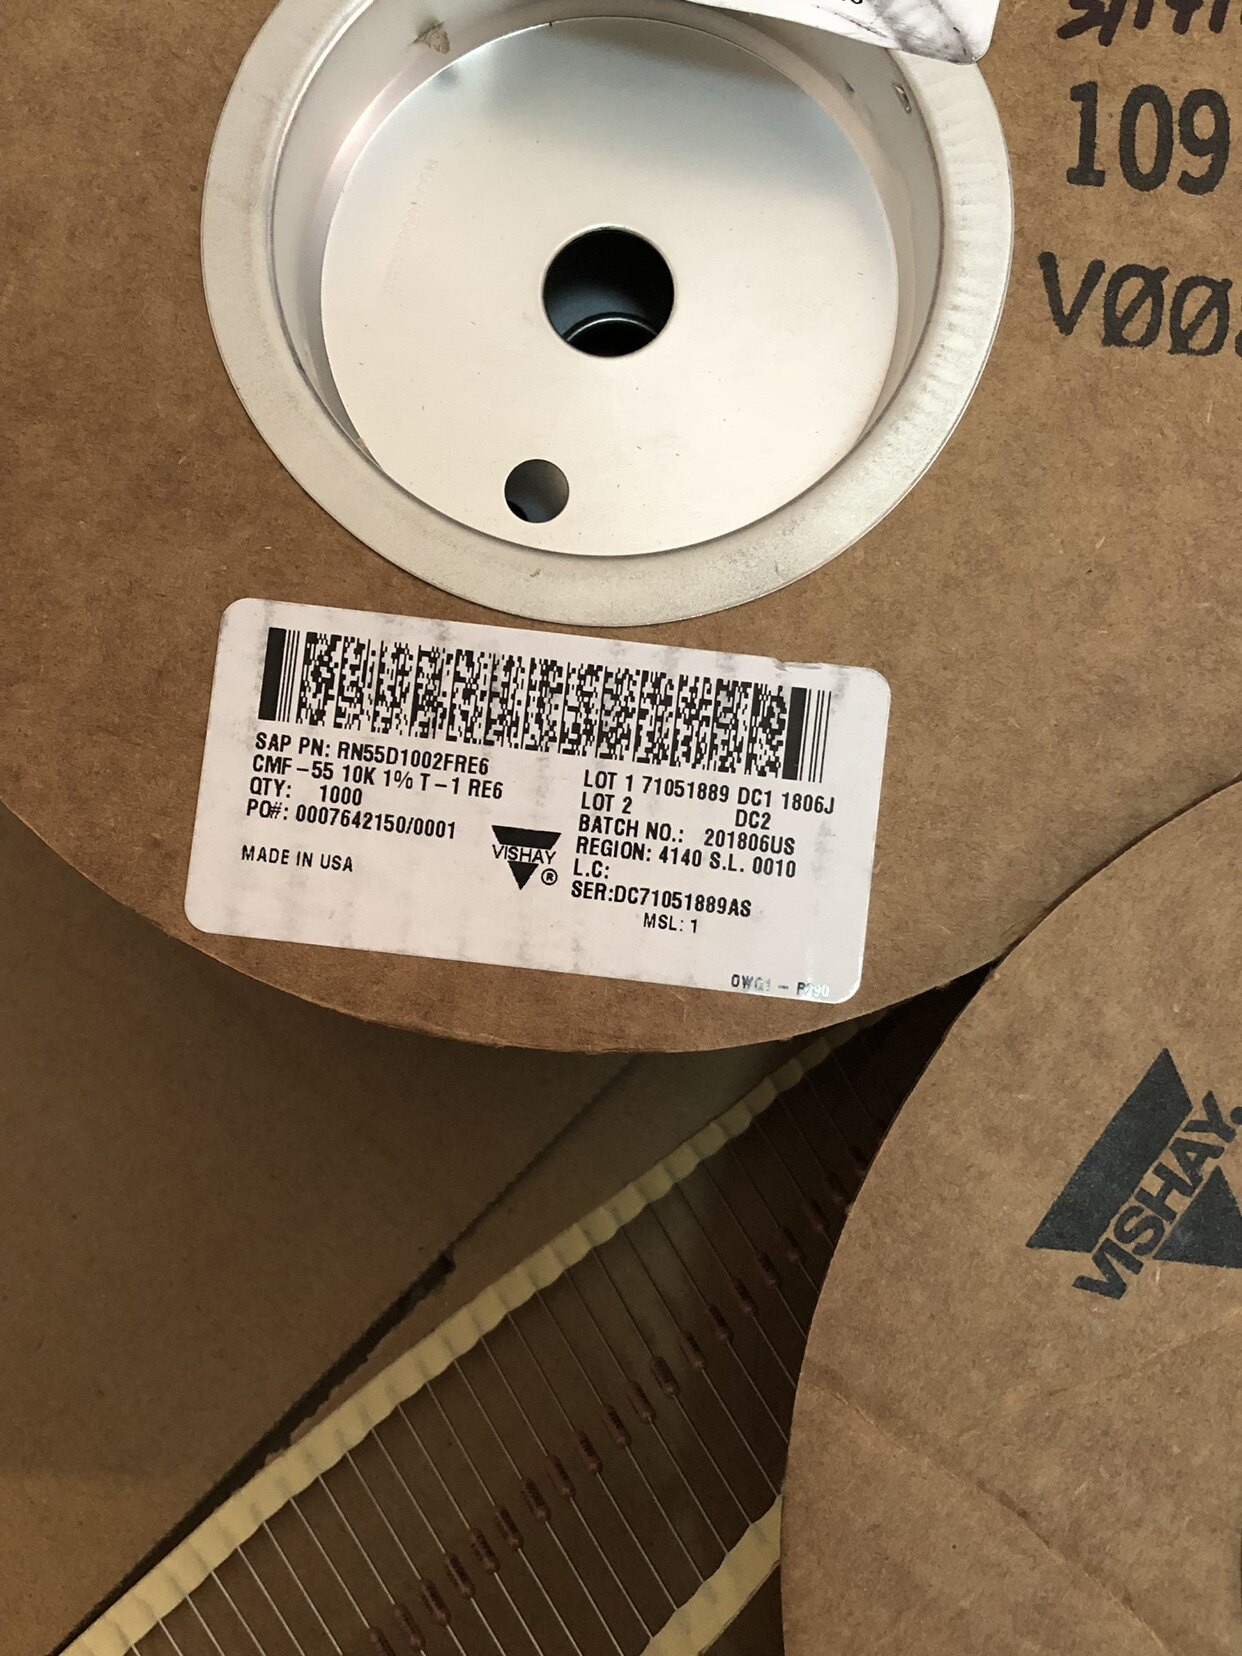 109
VØØ
SAP PN: RN55D1002FRE6
CMF-55 10K 1% T-1 RE6
QTY: 1000
PO#: 0007642150/0001
MADE IN USA
VISHAY
®
LOT 1 71051889 DC1 1806J
LOT 2 DC2
BATCH NO.: 201806US
REGION: 4140 S.L. 0010
L.C:
SER:DC71051889AS
MSL: 1
VISHAY